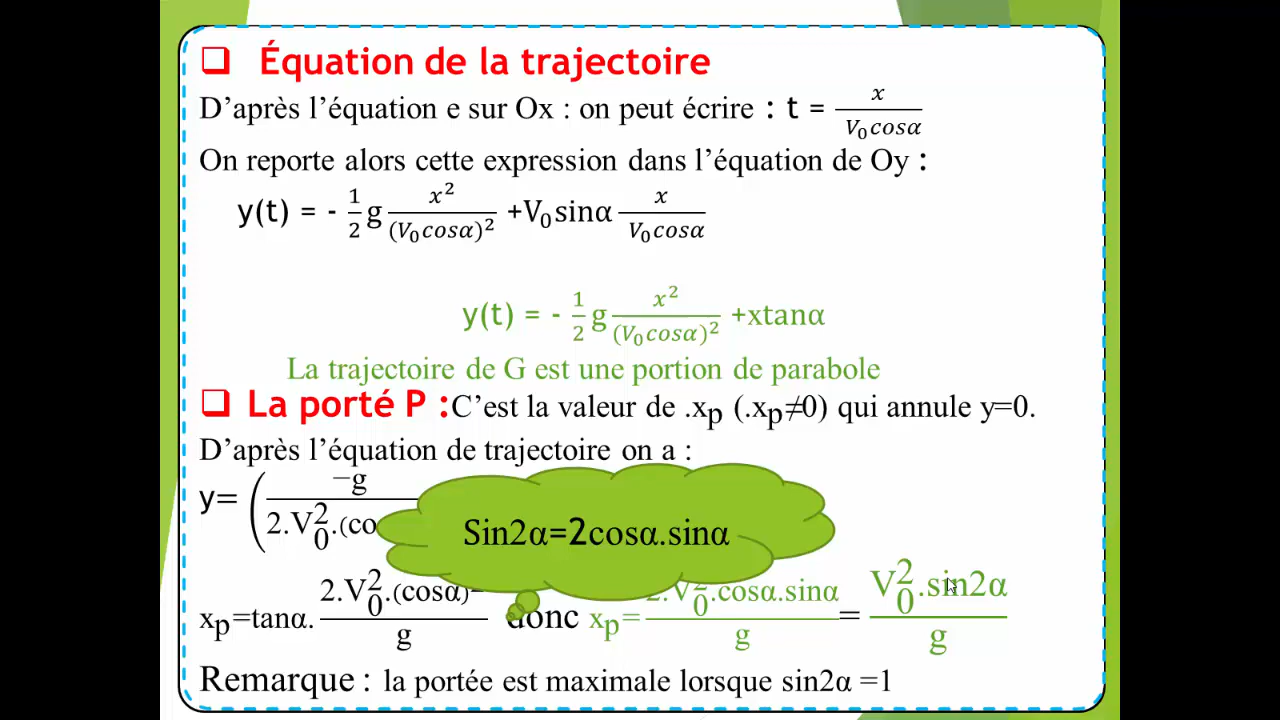 ❑ Équation de la trajectoire
D'après l'équation e sur Ox : on peut écrire : t = x / (V₀cosα)
On reporte alors cette expression dans l'équation de Oy :
y(t) = - 1/2 g x² / (V₀cosα)² +V₀sinα x / (V₀cosα)
y(t) = - 1/2 g x² / (V₀cosα)² +xtanα
La trajectoire de G est une portion de parabole
❑ La porté P : C'est la valeur de .xₚ (.xₚ≠0) qui annule y=0.
D'après l'équation de trajectoire on a :
y= ( −g / 2.V₀².(co
Sin2α=2cosα.sinα
xₚ=tanα. 2.V₀².(cosα) / g donc xₚ= 2.V₀².cosα.sinα / g = V₀².sin2α / g
Remarque : la portée est maximale lorsque sin2α =1